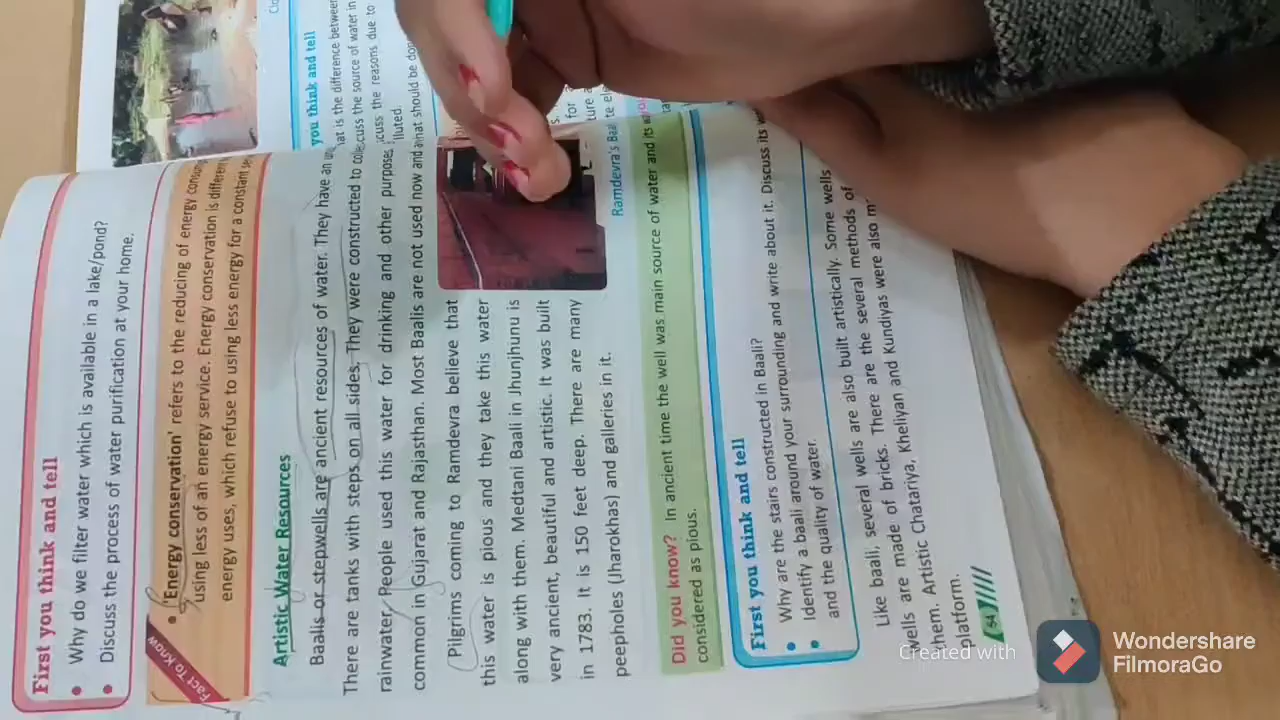 First you think and tell
• Why do we filter water which is available in a lake/pond?
• Discuss the process of water purification at your home.
Fact To Know
• 'Energy conservation' refers to the reducing of energy
using less of an energy service. Energy conservation is
energy uses, which refuse to using less energy for a constant
Artistic Water Resources
Baalis or stepwells are ancient resources of water. They have an
There are tanks with steps on all sides. They were constructed to
rainwater. People used this water for drinking and other
common in Gujarat and Rajasthan. Most Baalis are not used now and
Pilgrims coming to Ramdevra believe that
this water is pious and they take this water
along with them. Medtani Baali in Jhunjhunu is
very ancient, beautiful and artistic. It was built
in 1783. It is 150 feet deep. There are many
peepholes (Jharokhas) and galleries in it.
Ramdevra's
Did you know? In ancient time the well was main source of water and its
considered as pious.
First you think and tell
• Why are the stairs constructed in Baali?
• Identify a baali around your surrounding and write about it. Discuss its
and the quality of water.
Like baali, several wells are also built artistically. Some wells
wells are made of bricks. There are the several methods of
them. Artistic Chatariya, Kheliyan and Kundiyas were also
platform.
54
you think and tell
is the difference between
the source of water in
the reasons due to
should be
Created with
Wondershare
FilmoraGo